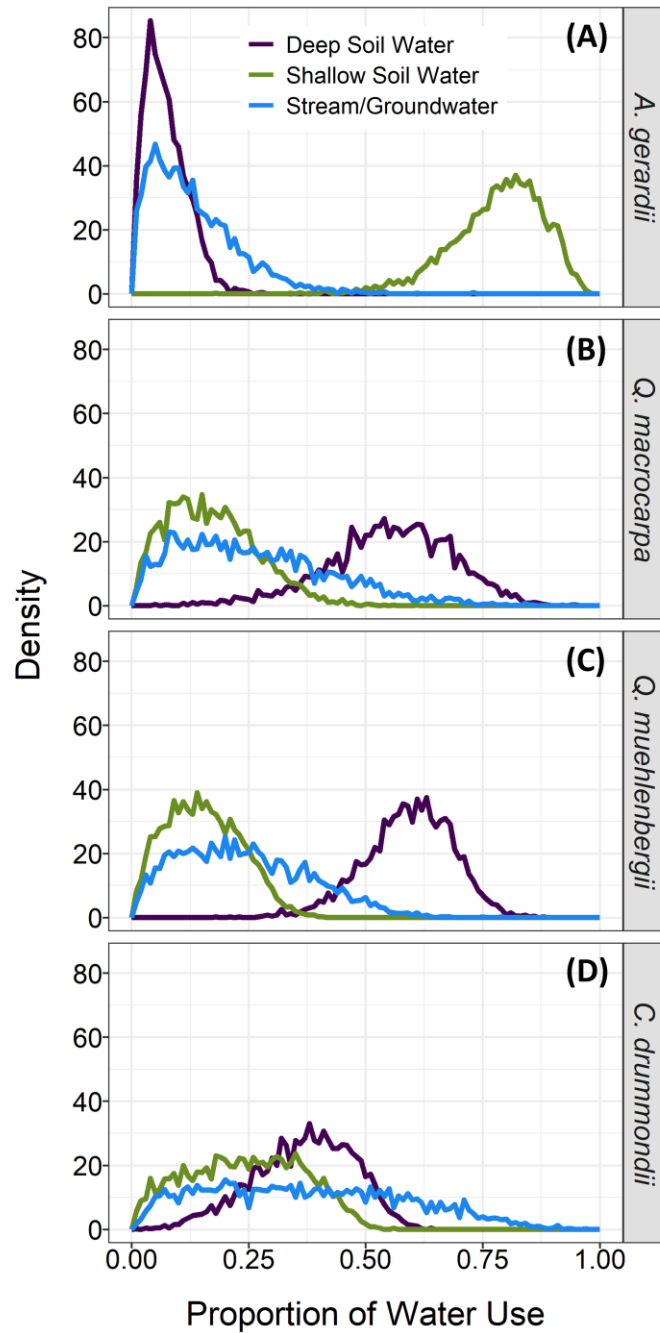 (A)
Deep Soil Water
Shallow Soil Water
Stream/Groundwater
80
60
40
20
0
A. gerardii
(B)
80
60
40
20
0
Q. macrocarpa
(C)
80
60
40
20
0
Q. muehlenbergii
(D)
80
60
40
20
0
C. drummondii
Density
0.00 0.25 0.50 0.75 1.00
Proportion of Water Use